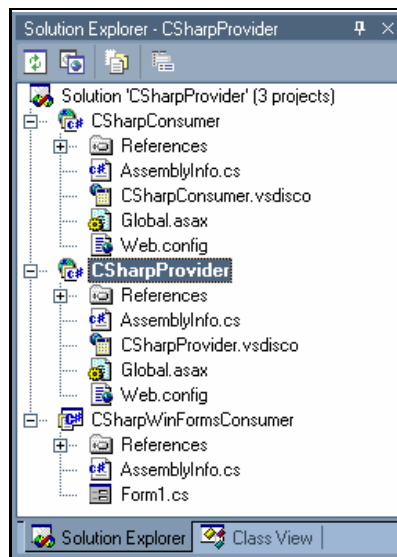 Solution Explorer - CSharpProvider
Solution 'CSharpProvider' (3 projects)
CSharpConsumer
References
AssemblyInfo.cs
CSharpConsumer.vsdisco
Global.asax
Web.config
CSharpProvider
References
AssemblyInfo.cs
CSharpProvider.vsdisco
Global.asax
Web.config
CSharpWinFormsConsumer
References
AssemblyInfo.cs
Form1.cs
Solution Explorer Class View